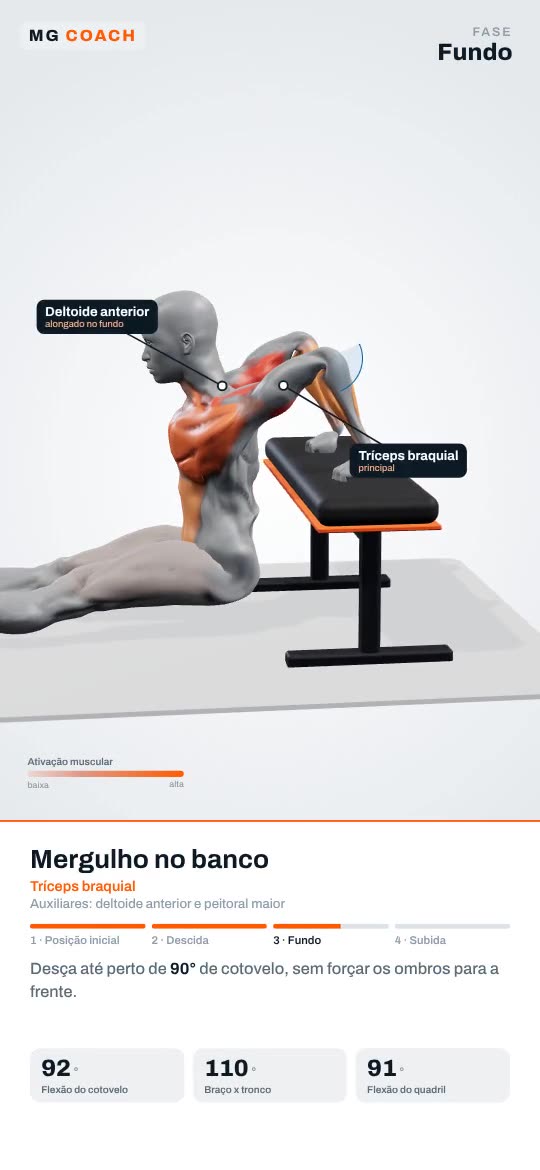 MG COACH
FASE
Fundo
Deltoide anterior
alongado no fundo
Tríceps braquial
principal
Ativação muscular
baixa alta
Mergulho no banco
Tríceps braquial
Auxiliares: deltoide anterior e peitoral maior
1 · Posição inicial 2 · Descida 3 · Fundo 4 · Subida
Desça até perto de 90° de cotovelo, sem forçar os ombros para a
frente.
92° 110° 91°
Flexão do cotovelo Braço x tronco Flexão do quadril